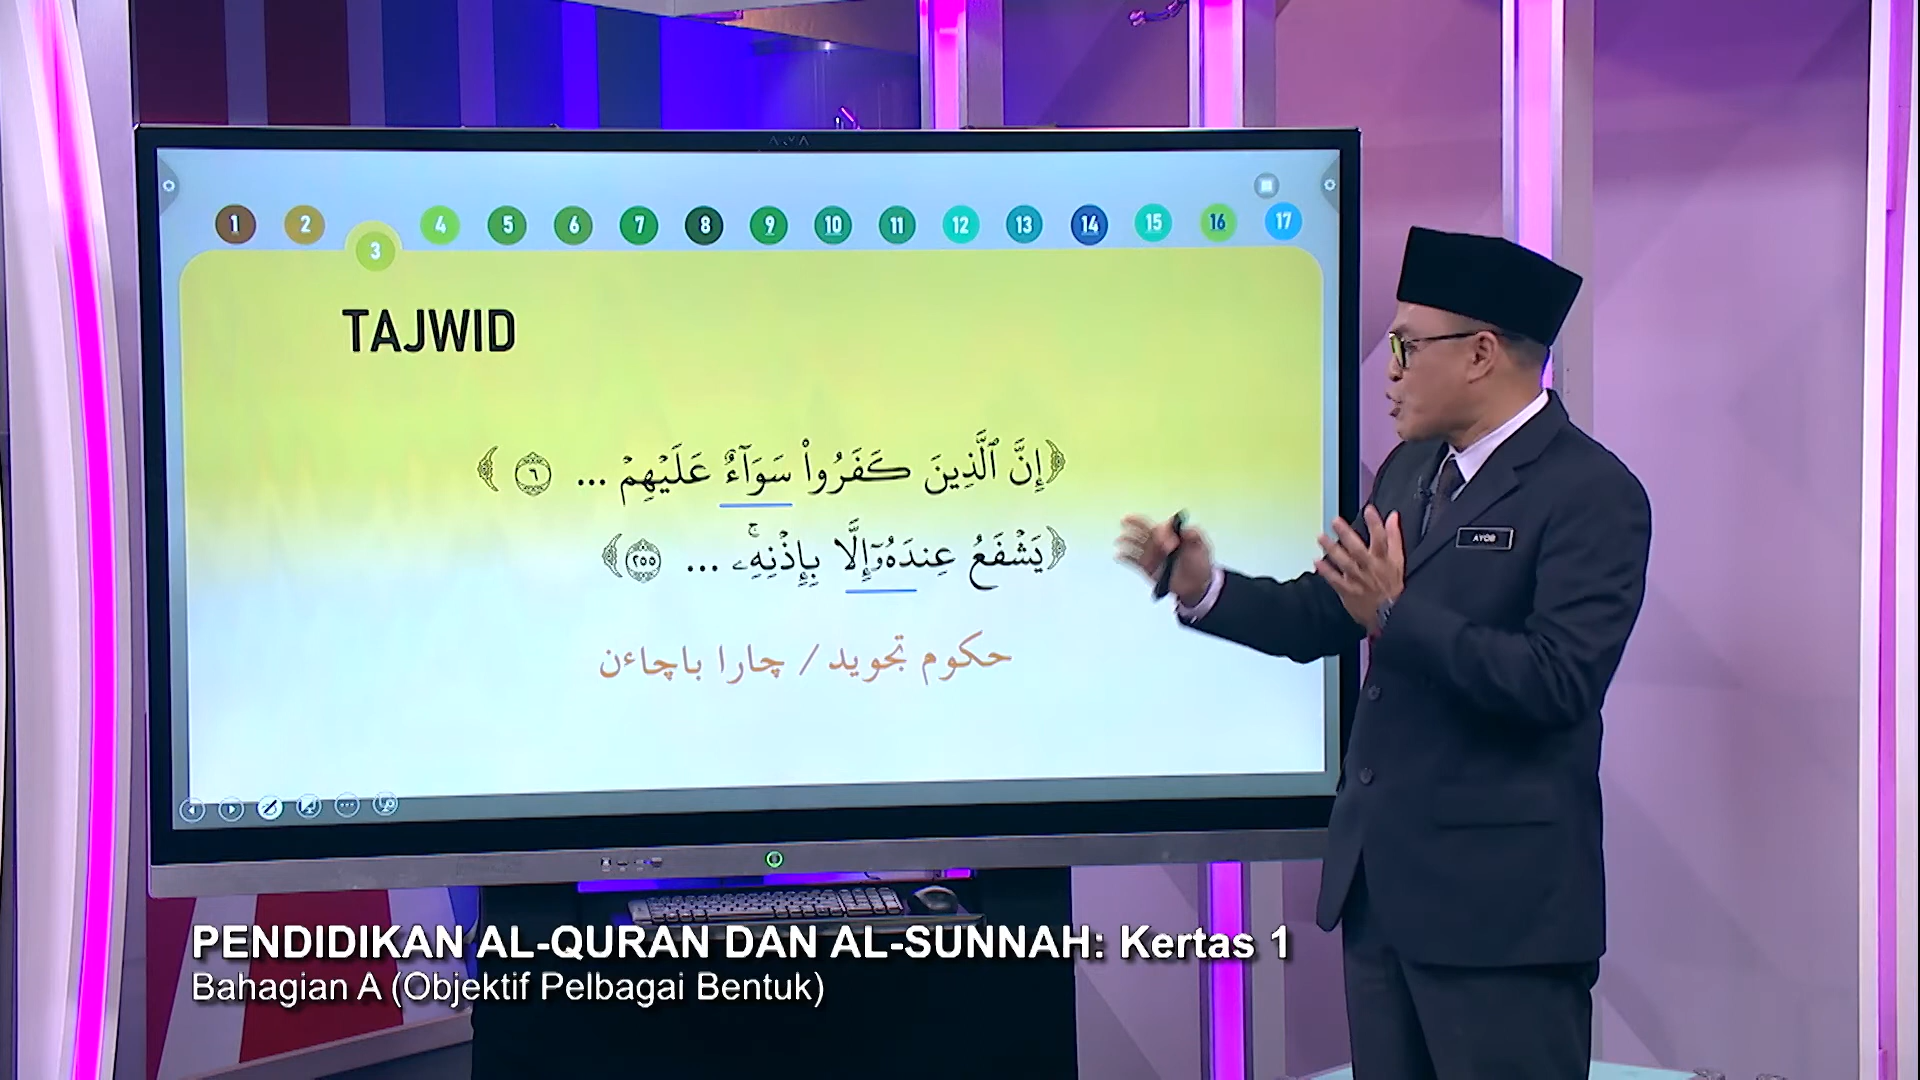 1 2 3 4 5 6 7 8 9 10 11 12 13 14 15 16 17
TAJWID
﴿إِنَّ ٱلَّذِينَ كَفَرُوا۟ سَوَآءٌ عَلَيْهِمْ ... ٦﴾
﴿يَشْفَعُ عِندَهُۥٓ إِلَّا بِإِذْنِهِۦۚ ... ٢٥٥﴾
حكوم تجويد / چارا باچاءن
AYOB
PENDIDIKAN AL-QURAN DAN AL-SUNNAH: Kertas 1
Bahagian A (Objektif Pelbagai Bentuk)